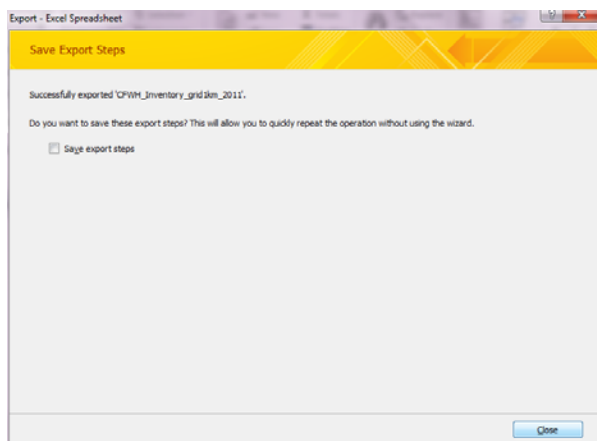 Export - Excel Spreadsheet
Save Export Steps
Successfully exported 'CFWH_Inventory_grid1km_2011'.
Do you want to save these export steps? This will allow you to quickly repeat the operation without using the wizard.
Save export steps
Close